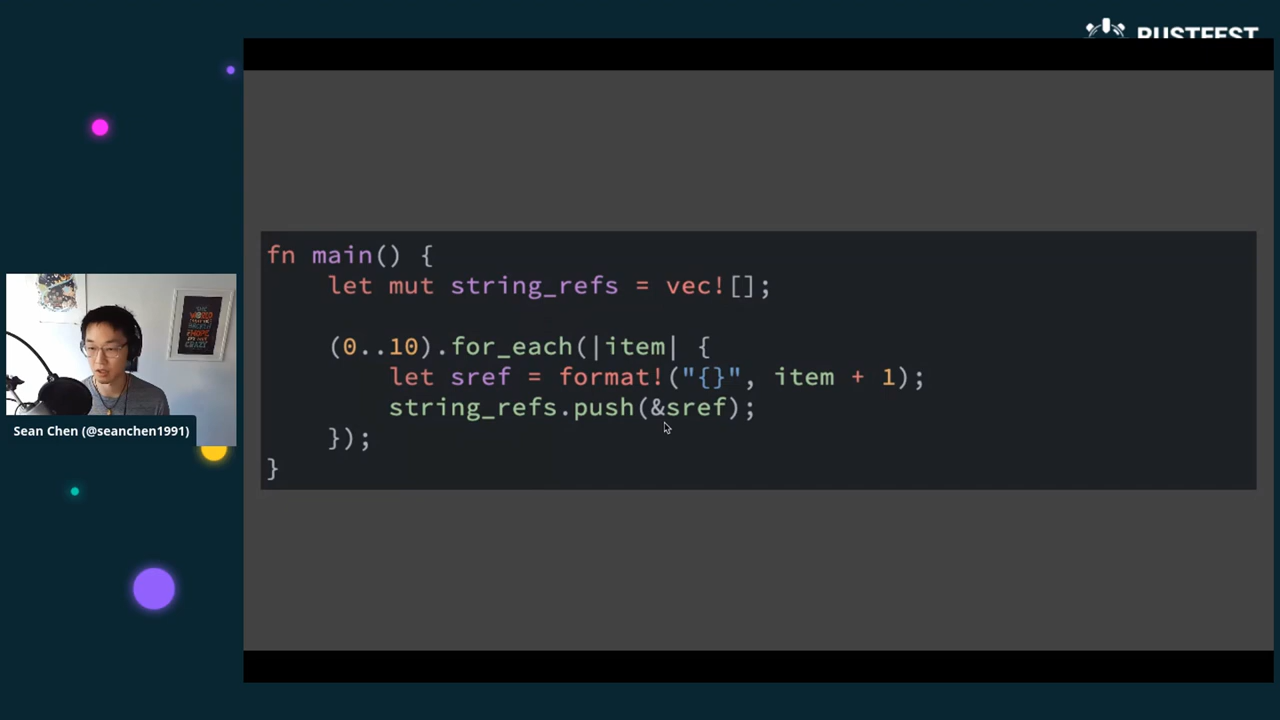 RUSTFEST
fn main() {
    let mut string_refs = vec![];
    (0..10).for_each(|item| {
        let sref = format!("{}", item + 1);
        string_refs.push(&sref);
    });
}
Sean Chen (@seanchen1991)